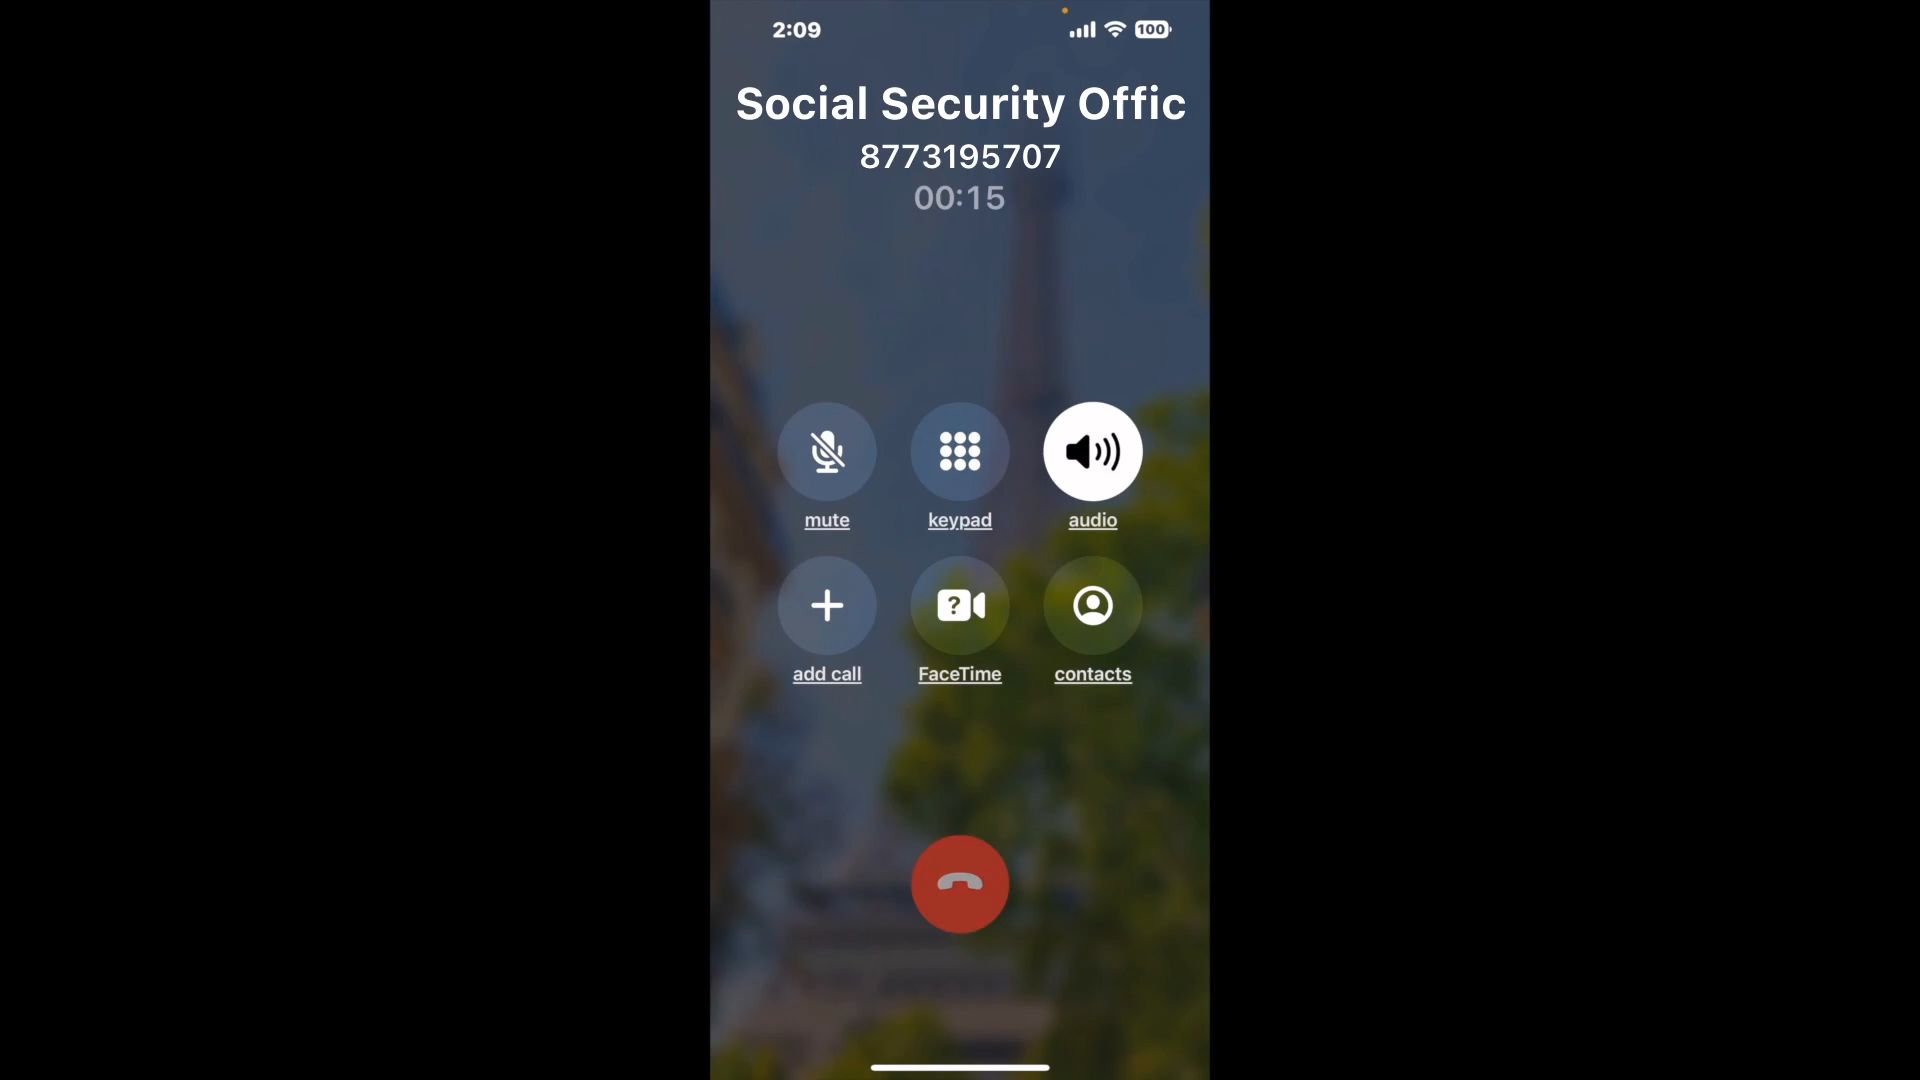 2:09
100
Social Security Offic
8773195707
00:15
mute
keypad
audio
?
add call
FaceTime
contacts